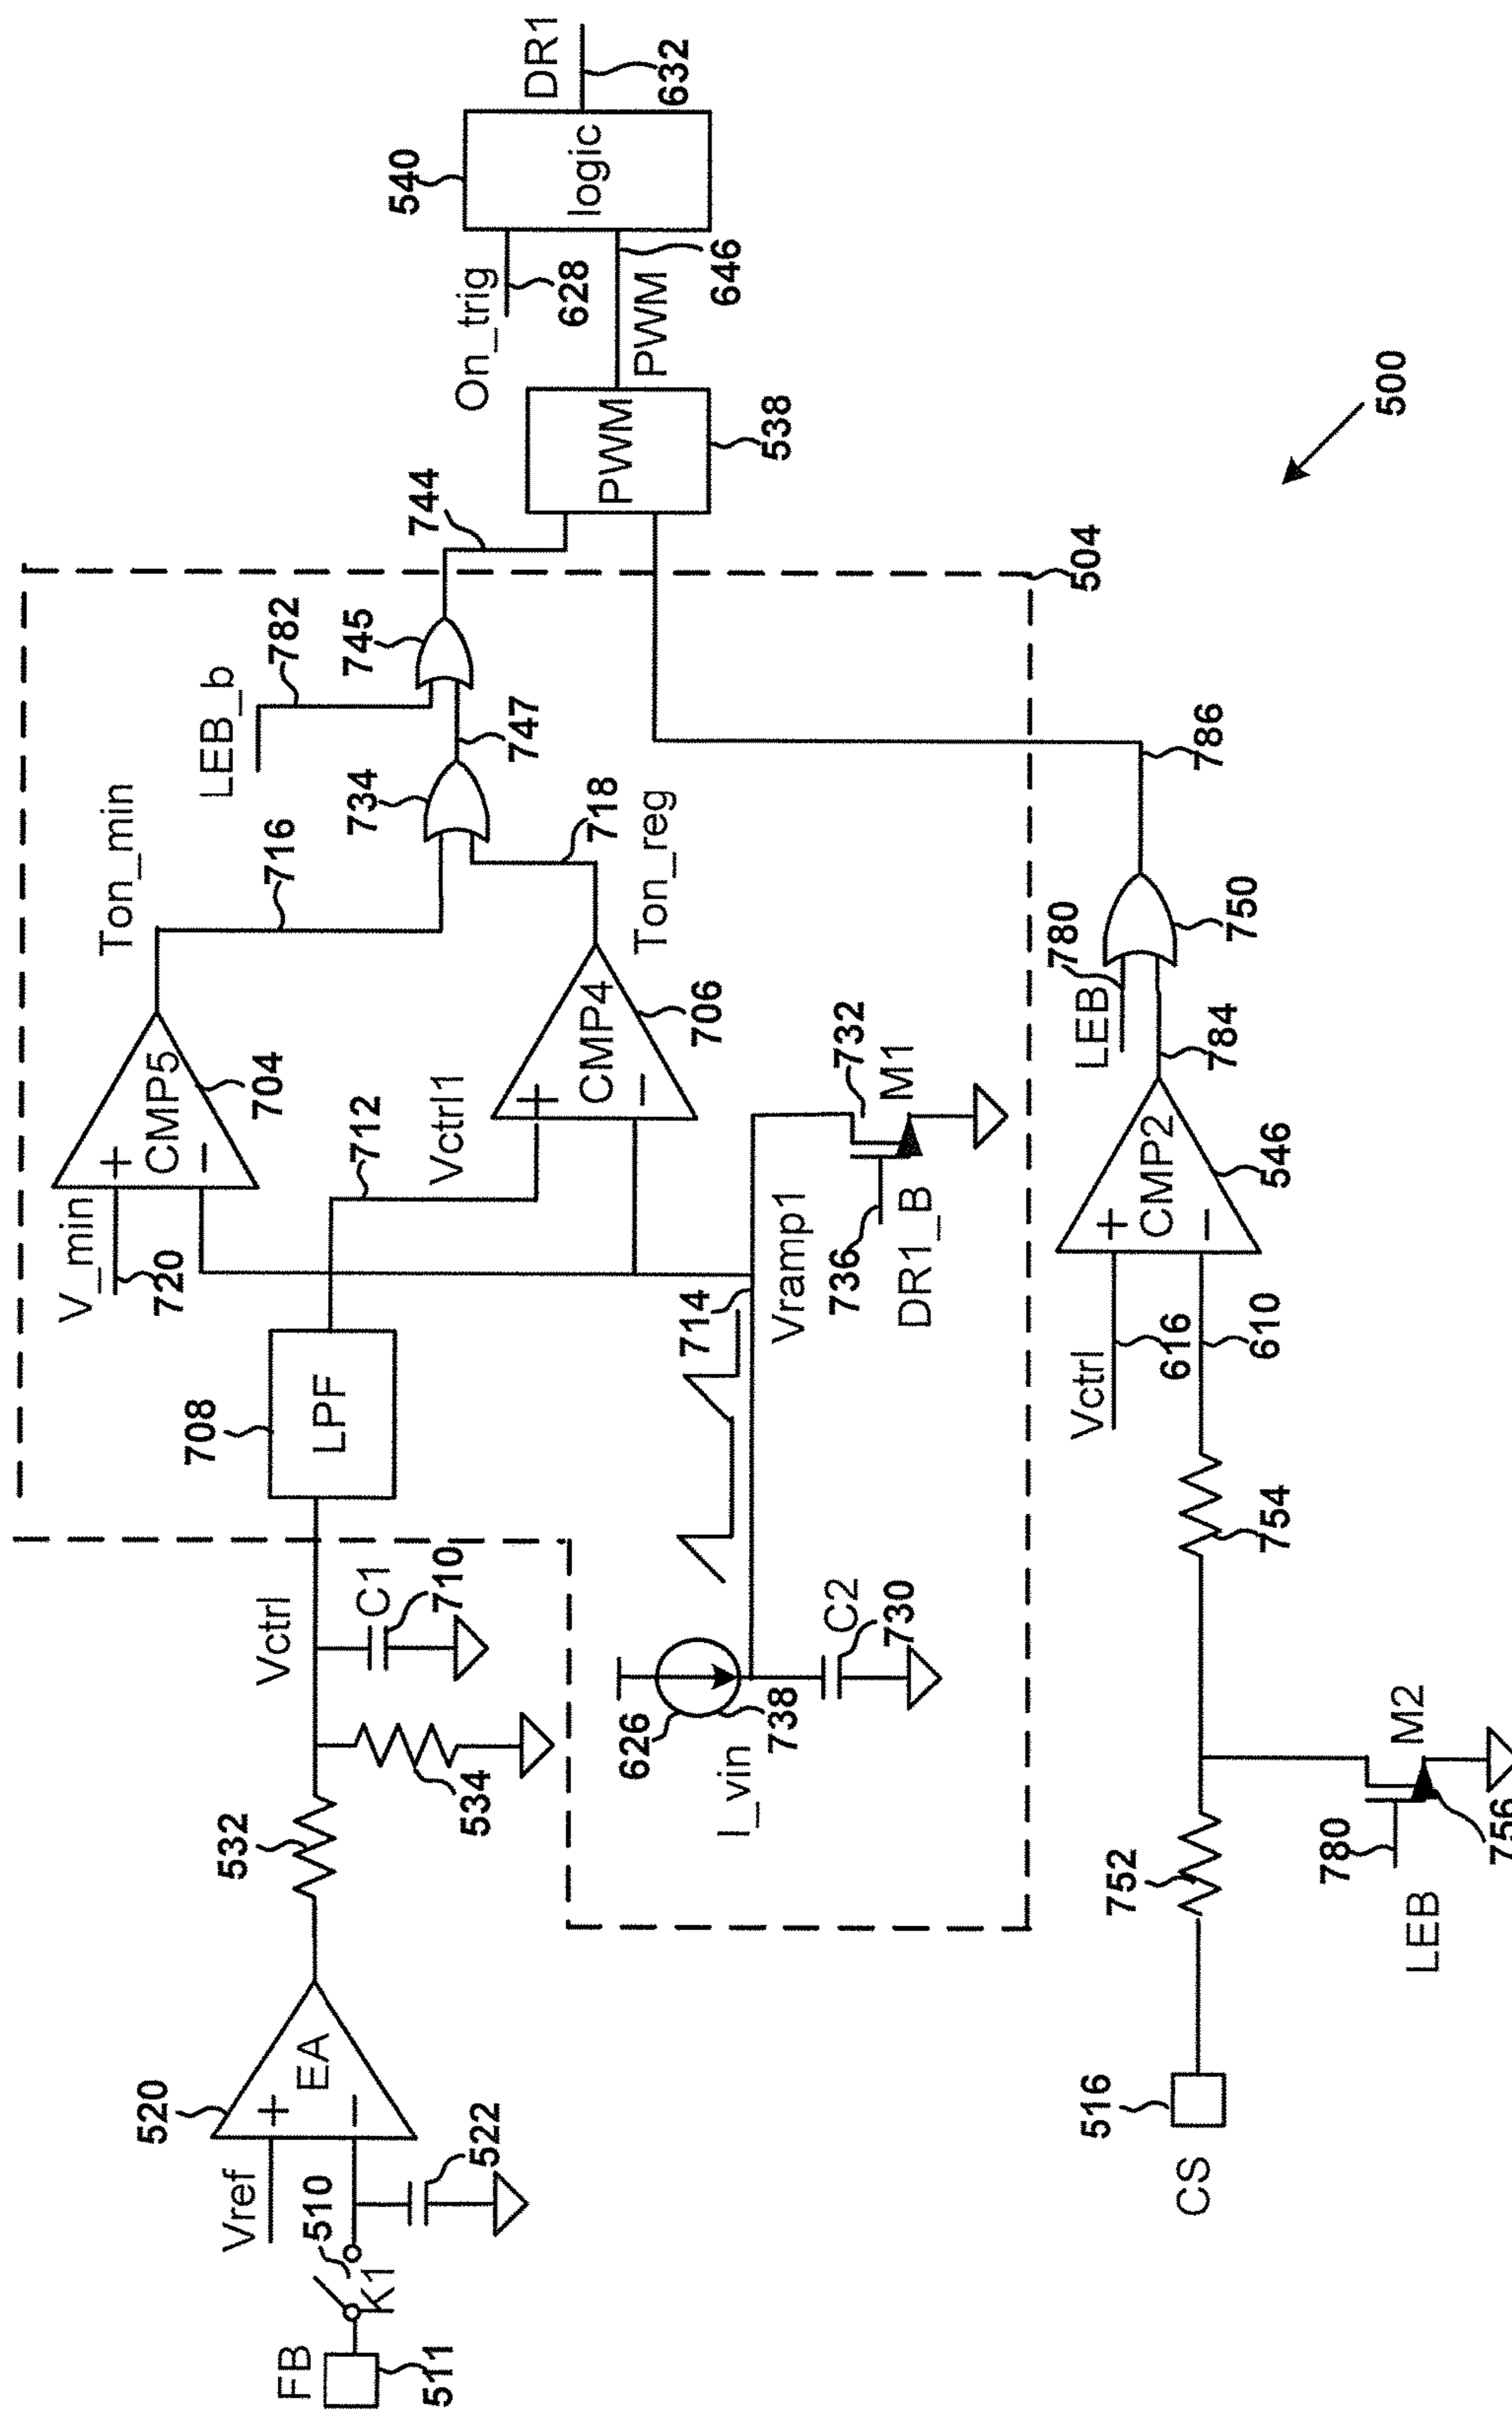 FB
511
K1
510
Vref
522
520
EA
532
534
Vctrl
C1
710
708
LPF
712
Vctrl1
V_min
720
CMP5
704
Ton_min
716
CMP4
706
Ton_reg
718
734
747
LEB_b
782
745
744
504
PWM
538
PWM
646
On_trig
628
540
logic
DR1
632
626
738
I_vin
C2
730
714
Vramp1
732
M1
736
DR1_B
CS
516
752
780
LEB
M2
756
754
Vctrl
616
610
CMP2
546
784
780
LEB
750
786
500